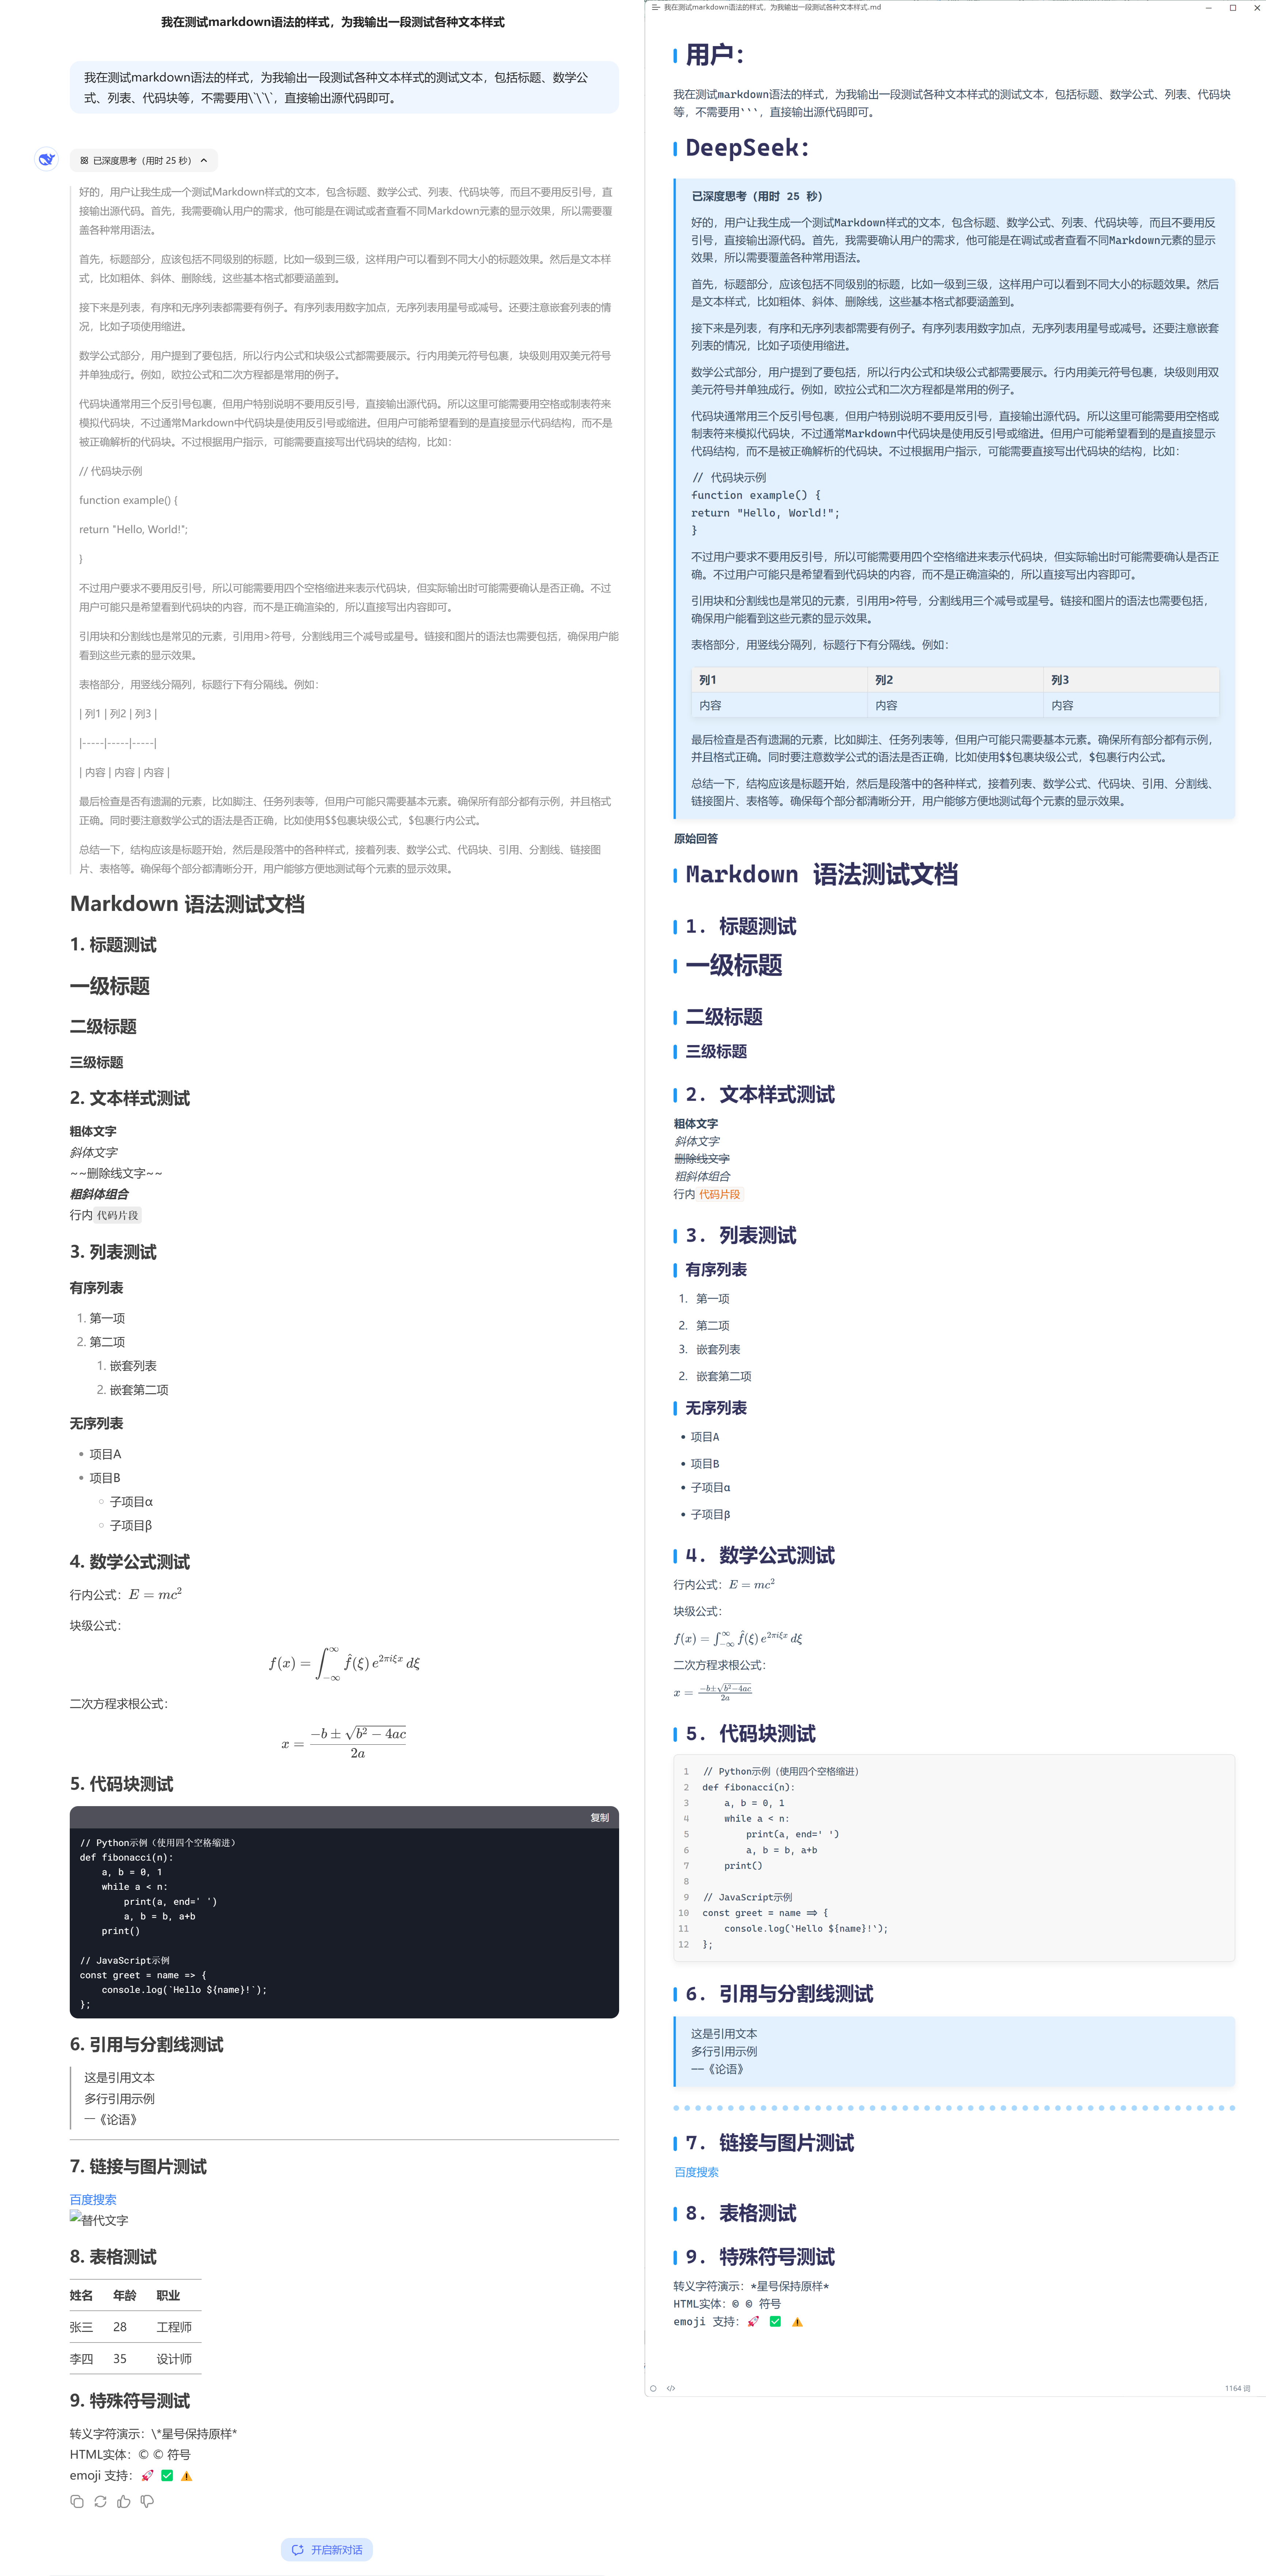 我在测试markdown语法的样式，为我输出一段测试各种文本样式
我在测试markdown语法的样式，为我输出一段测试各种文本样式的测试文本，包括标题、数学公
式、列表、代码块等，不需要用\`\`\`，直接输出源代码即可。
已深度思考（用时 25 秒）
好的，用户让我生成一个测试Markdown样式的文本，包含标题、数学公式、列表、代码块等，而且不要用反引号，直
接输出源代码。首先，我需要确认用户的需求，他可能是在调试或者查看不同Markdown元素的显示效果，所以需要覆
盖各种常用语法。
首先，标题部分，应该包括不同级别的标题，比如一级到三级，这样用户可以看到不同大小的标题效果。然后是文本样
式，比如粗体、斜体、删除线，这些基本格式都要涵盖到。
接下来是列表，有序和无序列表都需要有例子。有序列表用数字加点，无序列表用星号或减号。还要注意嵌套列表的情
况，比如子项使用缩进。
数学公式部分，用户提到了要包括，所以行内公式和块级公式都需要展示。行内用美元符号包裹，块级则用双美元符号
并单独成行。例如，欧拉公式和二次方程都是常用的例子。
代码块通常用三个反引号包裹，但用户特别说明不要用反引号，直接输出源代码。所以这里可能需要用空格或制表符来
模拟代码块，不过通常Markdown中代码块是使用反引号或缩进。但用户可能希望看到的是直接显示代码结构，而不是
被正确解析的代码块。不过根据用户指示，可能需要直接写出代码块的结构，比如：
// 代码块示例
function example() {
return "Hello, World!";
}
不过用户要求不要用反引号，所以可能需要用四个空格缩进来表示代码块，但实际输出时可能需要确认是否正确。不过
用户可能只是希望看到代码块的内容，而不是正确渲染的，所以直接写出内容即可。
引用块和分割线也是常见的元素，引用用>符号，分割线用三个减号或星号。链接和图片的语法也需要包括，确保用户能
看到这些元素的显示效果。
表格部分，用竖线分隔列，标题行下有分隔线。例如：
| 列1 | 列2 | 列3 |
|-----|-----|-----|
| 内容 | 内容 | 内容 |
最后检查是否有遗漏的元素，比如脚注、任务列表等，但用户可能只需要基本元素。确保所有部分都有示例，并且格式
正确。同时要注意数学公式的语法是否正确，比如使用$$包裹块级公式，$包裹行内公式。
总结一下，结构应该是标题开始，然后是段落中的各种样式，接着列表、数学公式、代码块、引用、分割线、链接图
片、表格等。确保每个部分都清晰分开，用户能够方便地测试每个元素的显示效果。
Markdown 语法测试文档
1. 标题测试
一级标题
二级标题
三级标题
2. 文本样式测试
粗体文字
斜体文字
~~删除线文字~~
粗斜体组合
行内 代码片段
3. 列表测试
有序列表
1. 第一项
2. 第二项
1. 嵌套列表
2. 嵌套第二项
无序列表
• 项目A
• 项目B
◦ 子项目α
◦ 子项目β
4. 数学公式测试
行内公式：E = mc²
块级公式：
f(x) = ∫_{-∞}^{∞} f̂(ξ) e^{2πiξx} dξ
二次方程求根公式：
x = (−b ± √(b² − 4ac)) / 2a
5. 代码块测试
复制
// Python示例（使用四个空格缩进）
def fibonacci(n):
    a, b = 0, 1
    while a < n:
        print(a, end=' ')
        a, b = b, a+b
    print()
// JavaScript示例
const greet = name => {
    console.log(`Hello ${name}!`);
};
6. 引用与分割线测试
这是引用文本
多行引用示例
—《论语》
7. 链接与图片测试
百度搜索
替代文字
8. 表格测试
姓名 年龄 职业
张三 28 工程师
李四 35 设计师
9. 特殊符号测试
转义字符演示：\*星号保持原样*
HTML实体：© © 符号
emoji 支持：🚀 ✅ ⚠️
开启新对话
我在测试markdown语法的样式，为我输出一段测试各种文本样式.md
用户：
我在测试markdown语法的样式，为我输出一段测试各种文本样式的测试文本，包括标题、数学公式、列表、代码块
等，不需要用```，直接输出源代码即可。
DeepSeek：
已深度思考（用时 25 秒）
好的，用户让我生成一个测试Markdown样式的文本，包含标题、数学公式、列表、代码块等，而且不要用反
引号，直接输出源代码。首先，我需要确认用户的需求，他可能是在调试或者查看不同Markdown元素的显示
效果，所以需要覆盖各种常用语法。
首先，标题部分，应该包括不同级别的标题，比如一级到三级，这样用户可以看到不同大小的标题效果。然后
是文本样式，比如粗体、斜体、删除线，这些基本格式都要涵盖到。
接下来是列表，有序和无序列表都需要有例子。有序列表用数字加点，无序列表用星号或减号。还要注意嵌套
列表的情况，比如子项使用缩进。
数学公式部分，用户提到了要包括，所以行内公式和块级公式都需要展示。行内用美元符号包裹，块级则用双
美元符号并单独成行。例如，欧拉公式和二次方程都是常用的例子。
代码块通常用三个反引号包裹，但用户特别说明不要用反引号，直接输出源代码。所以这里可能需要用空格或
制表符来模拟代码块，不过通常Markdown中代码块是使用反引号或缩进。但用户可能希望看到的是直接显示
代码结构，而不是被正确解析的代码块。不过根据用户指示，可能需要直接写出代码块的结构，比如：
// 代码块示例
function example() {
return "Hello, World!";
}
不过用户要求不要用反引号，所以可能需要用四个空格缩进来表示代码块，但实际输出时可能需要确认是否正
确。不过用户可能只是希望看到代码块的内容，而不是正确渲染的，所以直接写出内容即可。
引用块和分割线也是常见的元素，引用用>符号，分割线用三个减号或星号。链接和图片的语法也需要包括，
确保用户能看到这些元素的显示效果。
表格部分，用竖线分隔列，标题行下有分隔线。例如：
列1 列2 列3
内容 内容 内容
最后检查是否有遗漏的元素，比如脚注、任务列表等，但用户可能只需要基本元素。确保所有部分都有示例，
并且格式正确。同时要注意数学公式的语法是否正确，比如使用$$包裹块级公式，$包裹行内公式。
总结一下，结构应该是标题开始，然后是段落中的各种样式，接着列表、数学公式、代码块、引用、分割线、
链接图片、表格等。确保每个部分都清晰分开，用户能够方便地测试每个元素的显示效果。
原始回答
Markdown 语法测试文档
1. 标题测试
一级标题
二级标题
三级标题
2. 文本样式测试
粗体文字
斜体文字
删除线文字
粗斜体组合
行内 代码片段
3. 列表测试
有序列表
1. 第一项
2. 第二项
3. 嵌套列表
2. 嵌套第二项
无序列表
• 项目A
• 项目B
• 子项目α
• 子项目β
4. 数学公式测试
行内公式：E = mc²
块级公式：
f(x) = ∫_{-∞}^{∞} f̂(ξ) e^{2πiξx} dξ
二次方程求根公式：
x = (−b±√(b²−4ac)) / 2a
5. 代码块测试
1 // Python示例（使用四个空格缩进）
2 def fibonacci(n):
3     a, b = 0, 1
4     while a < n:
5         print(a, end=' ')
6         a, b = b, a+b
7     print()
8
9 // JavaScript示例
10 const greet = name => {
11     console.log(`Hello ${name}!`);
12 };
6. 引用与分割线测试
这是引用文本
多行引用示例
——《论语》
7. 链接与图片测试
百度搜索
8. 表格测试
9. 特殊符号测试
转义字符演示：*星号保持原样*
HTML实体：© © 符号
emoji 支持：🚀 ✅ ⚠️
1164 词